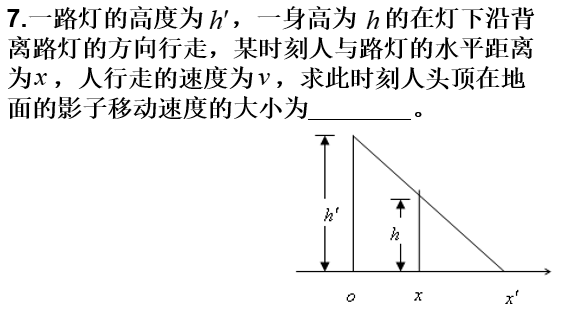 7.一路灯的高度为h′，一身高为 h 的在灯下沿背
离路灯的方向行走，某时刻人与路灯的水平距离
为x，人行走的速度为v，求此时刻人头顶在地
面的影子移动速度的大小为________。
h′
h
o x x′